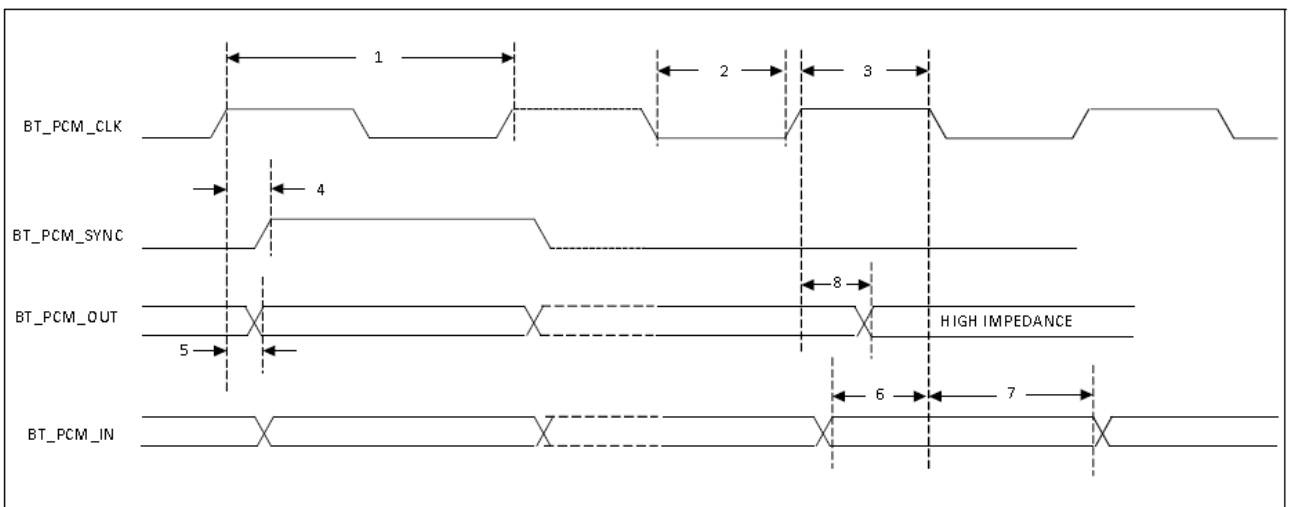 1
2
3
BT_PCM_CLK
4
BT_PCM_SYNC
8
BT_PCM_OUT
HIGH IMPEDANCE
5
6
7
BT_PCM_IN